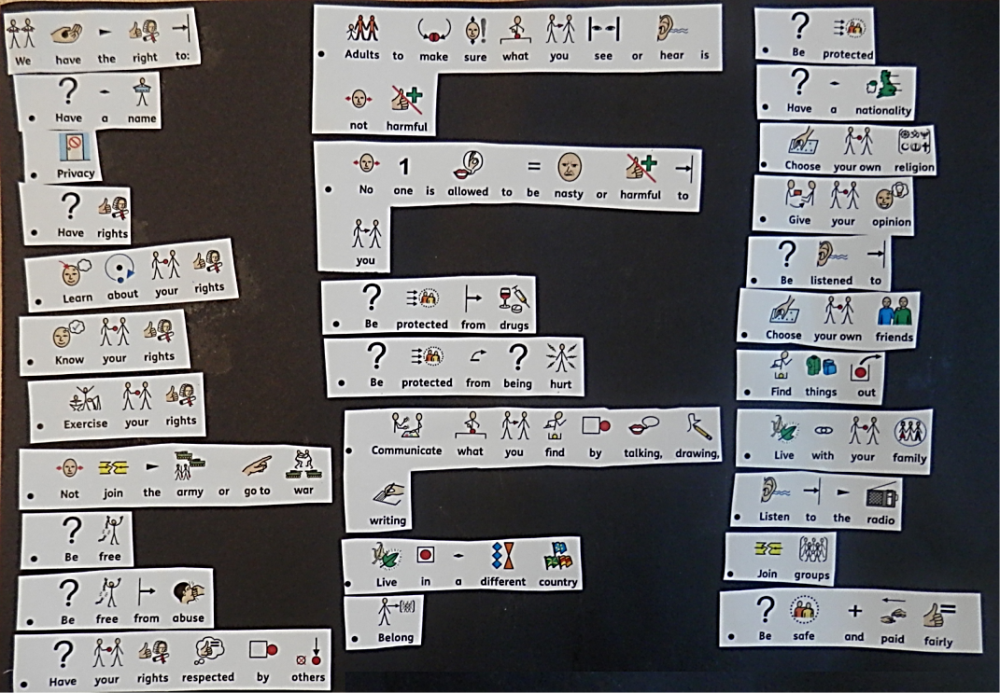 We have the right to:
• Have a name
• Privacy
• Have rights
• Learn about your rights
• Know your rights
• Exercise your rights
• Not join the army or go to war
• Be free
• Be free from abuse
• Have your rights respected by others
• Adults to make sure what you see or hear is
not harmful
• No 1 one is allowed to be nasty or harmful to
you
• Be protected from drugs
• Be protected from being hurt
• Communicate what you find by talking, drawing,
writing
• Live in a different country
• Belong
• Be protected
• Have a nationality
• Choose your own religion
• Give your opinion
• Be listened to
• Choose your own friends
• Find things out
• Live with your family
• Listen to the radio
• Join groups
• Be safe and paid fairly